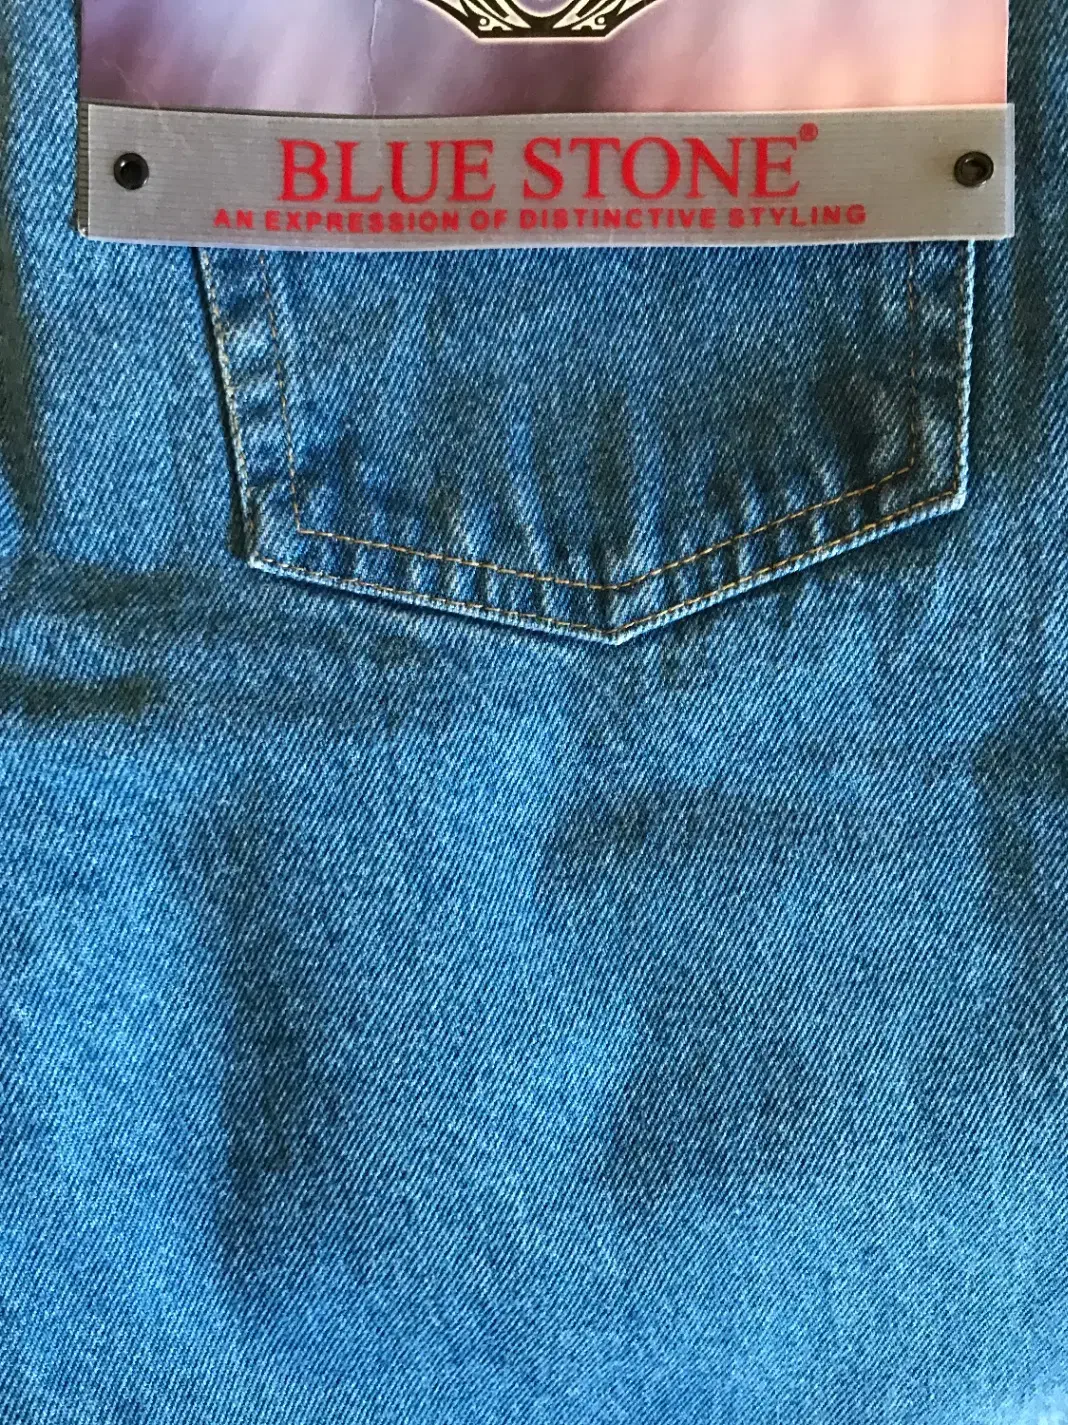 BLUE STONE®
AN EXPRESSION OF DISTINCTIVE STYLING